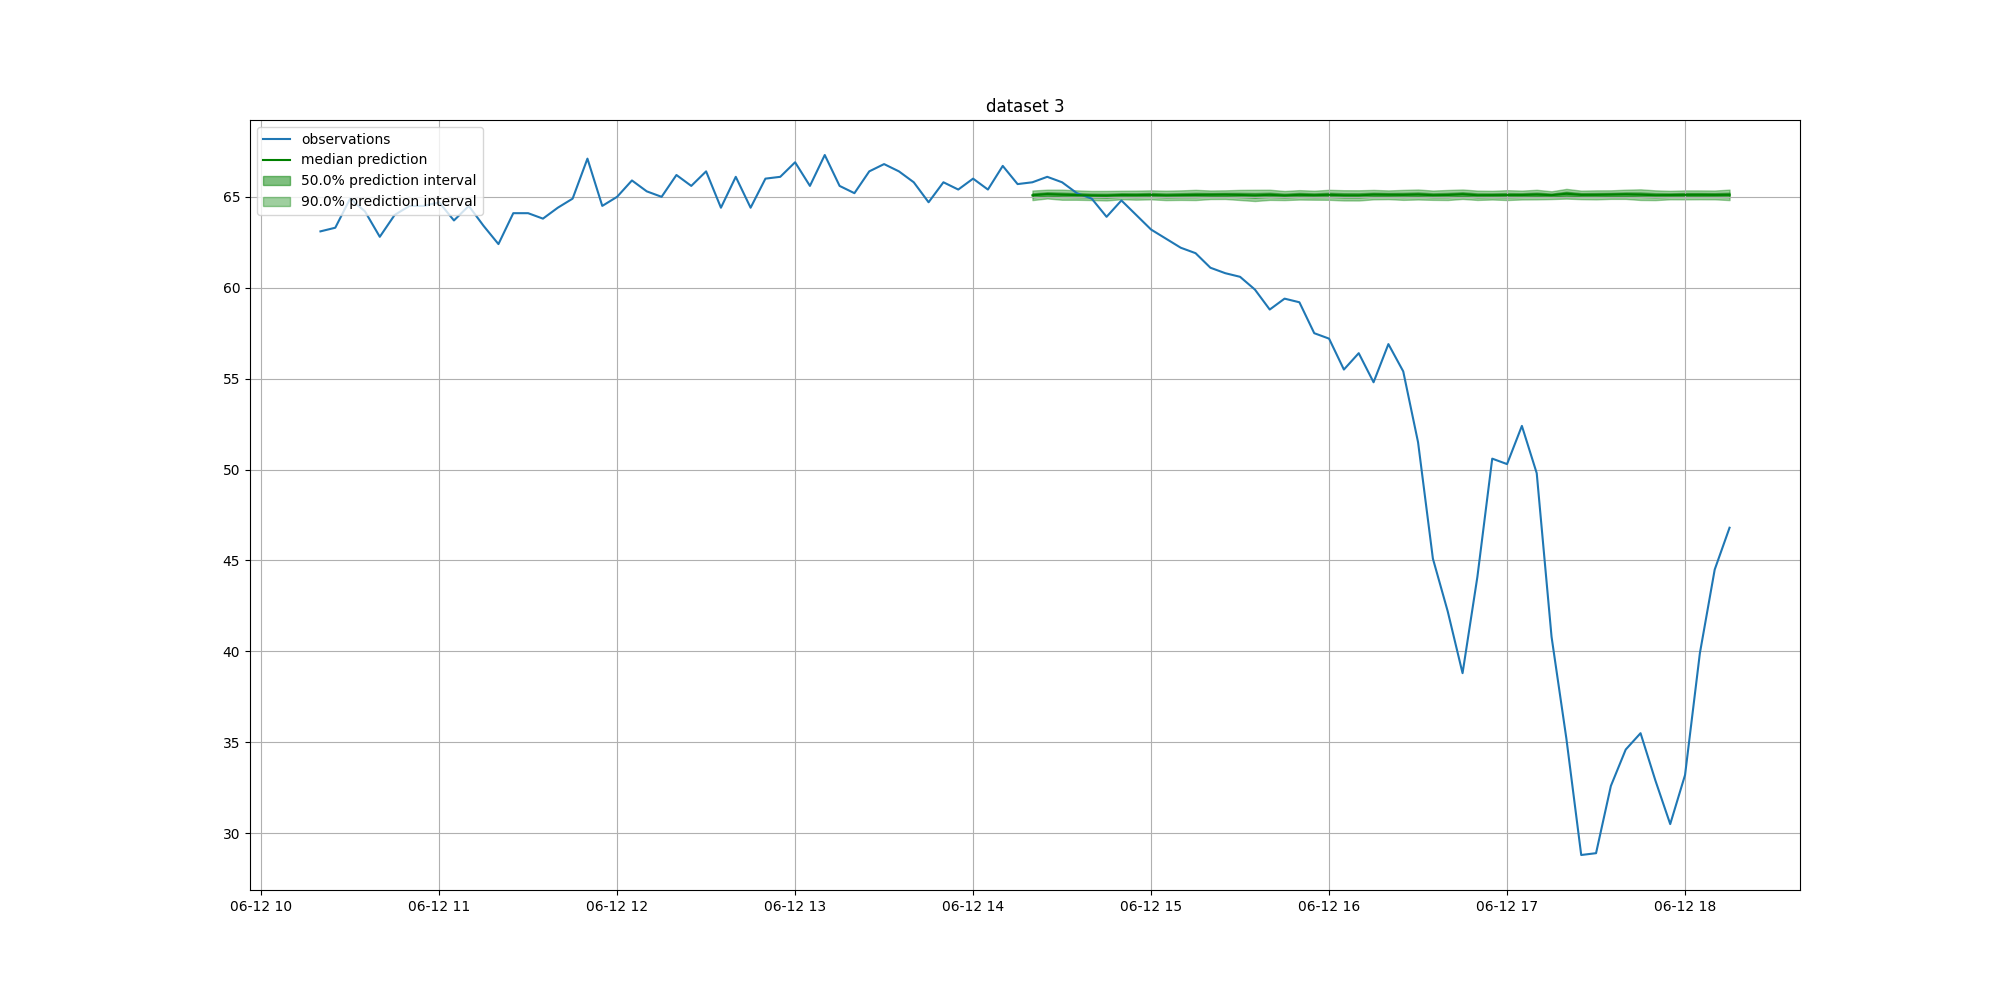 dataset 3
observations
median prediction
50.0% prediction interval
90.0% prediction interval
65
60
55
50
45
40
35
30
06-12 10 06-12 11 06-12 12 06-12 13 06-12 14 06-12 15 06-12 16 06-12 17 06-12 18